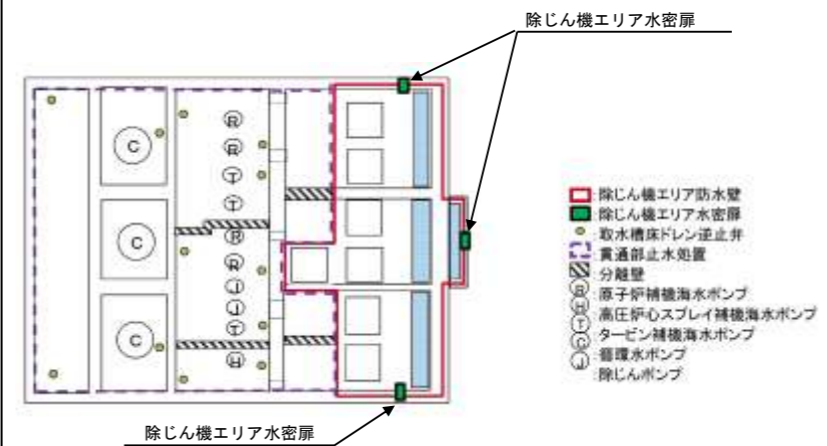 除じん機エリア水密扉
C
C
C
R
R
T
T
R
R
J
J
T
H
除じん機エリア防水壁
除じん機エリア水密扉
取水槽床ドレン逆止弁
貫通部止水処置
分離壁
R 原子炉補機海水ポンプ
H 高圧炉心スプレイ補機海水ポンプ
T タービン補機海水ポンプ
C 循環水ポンプ
J 除じんポンプ
除じん機エリア水密扉